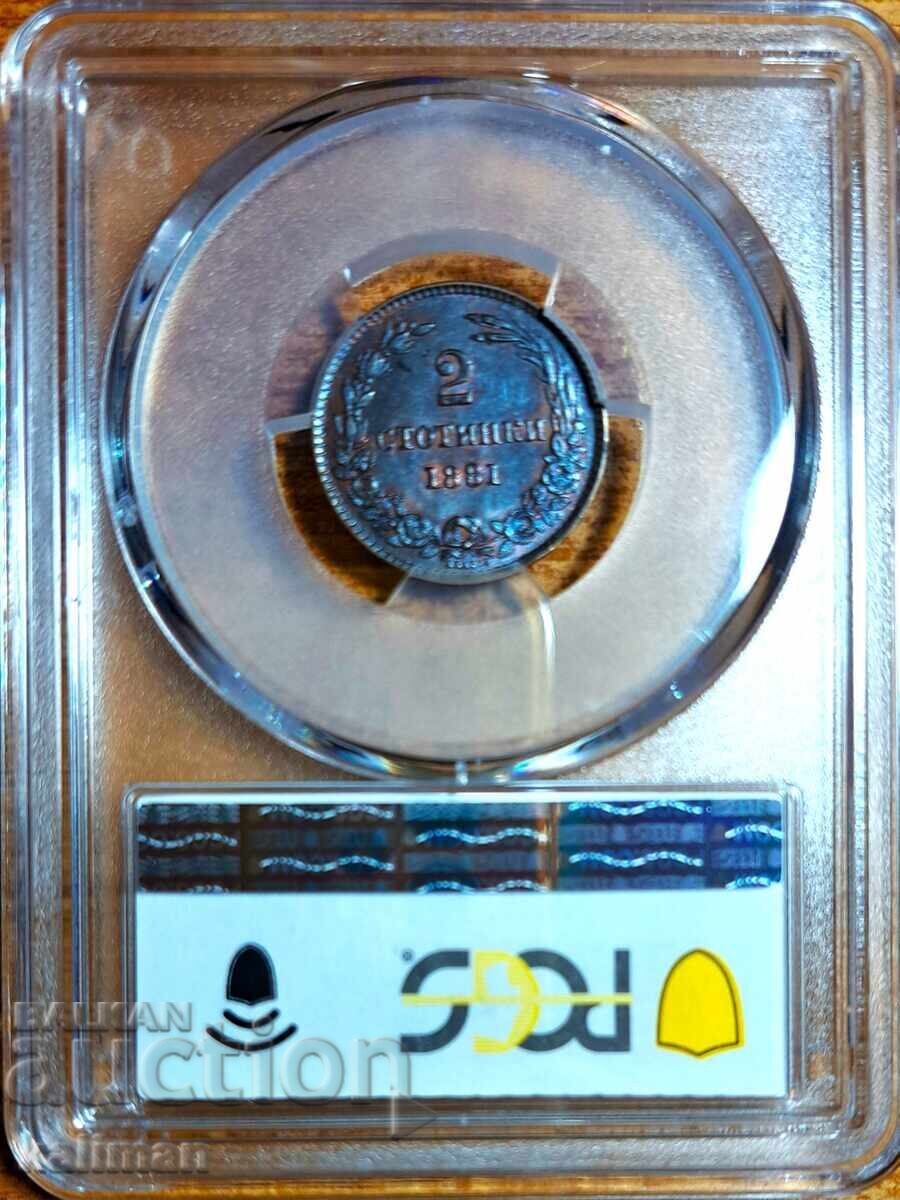 2
СТОТИНКИ
1881
PCGS
BALKAN
auction
kaliman